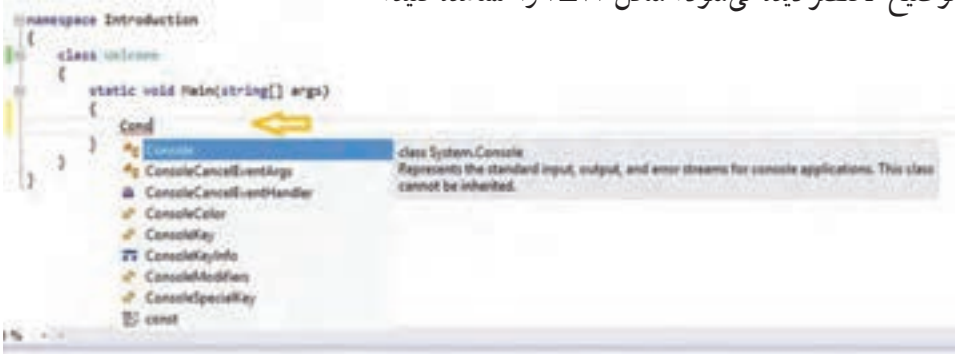 namespace Introduction
{
class Welcome
{
static void Main(string[] args)
{
Cons
}
}
}
Console
ConsoleCancelEventArgs
ConsoleCancelEventHandler
ConsoleColor
ConsoleKey
ConsoleKeyInfo
ConsoleModifiers
ConsoleSpecialKey
const
class System.Console
Represents the standard input, output, and error streams for console applications. This class
cannot be inherited.
%